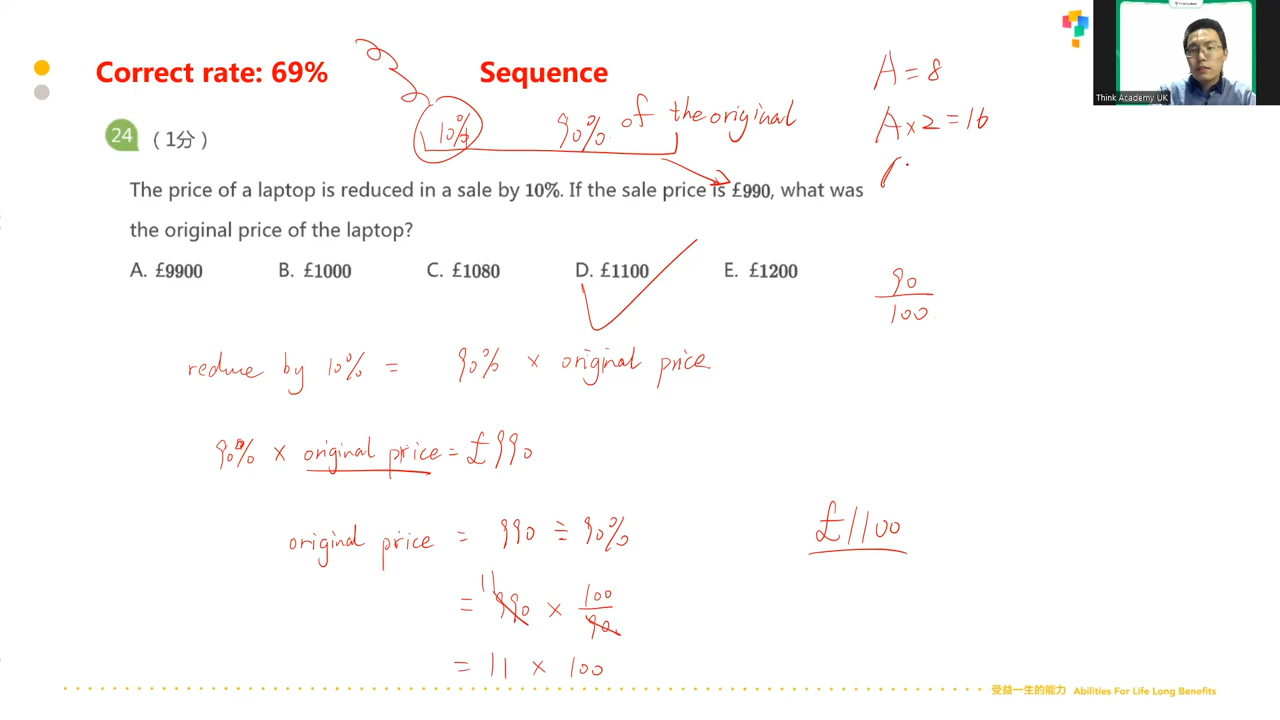 Correct rate: 69%
Sequence
A = 8
A × 2 = 16
Think Academy UK
10%
90% of the original
24 （1分）
The price of a laptop is reduced in a sale by 10%. If the sale price is £990, what was
the original price of the laptop?
A. £9900 B. £1000 C. £1080 D. £1100 E. £1200
90
100
reduce by 10% = 90% × original price
90% × original price = £990
original price = 990 ÷ 90%
£1100
11
= 990 × 100
90
= 11 × 100
受益一生的能力 Abilities For Life Long Benefits